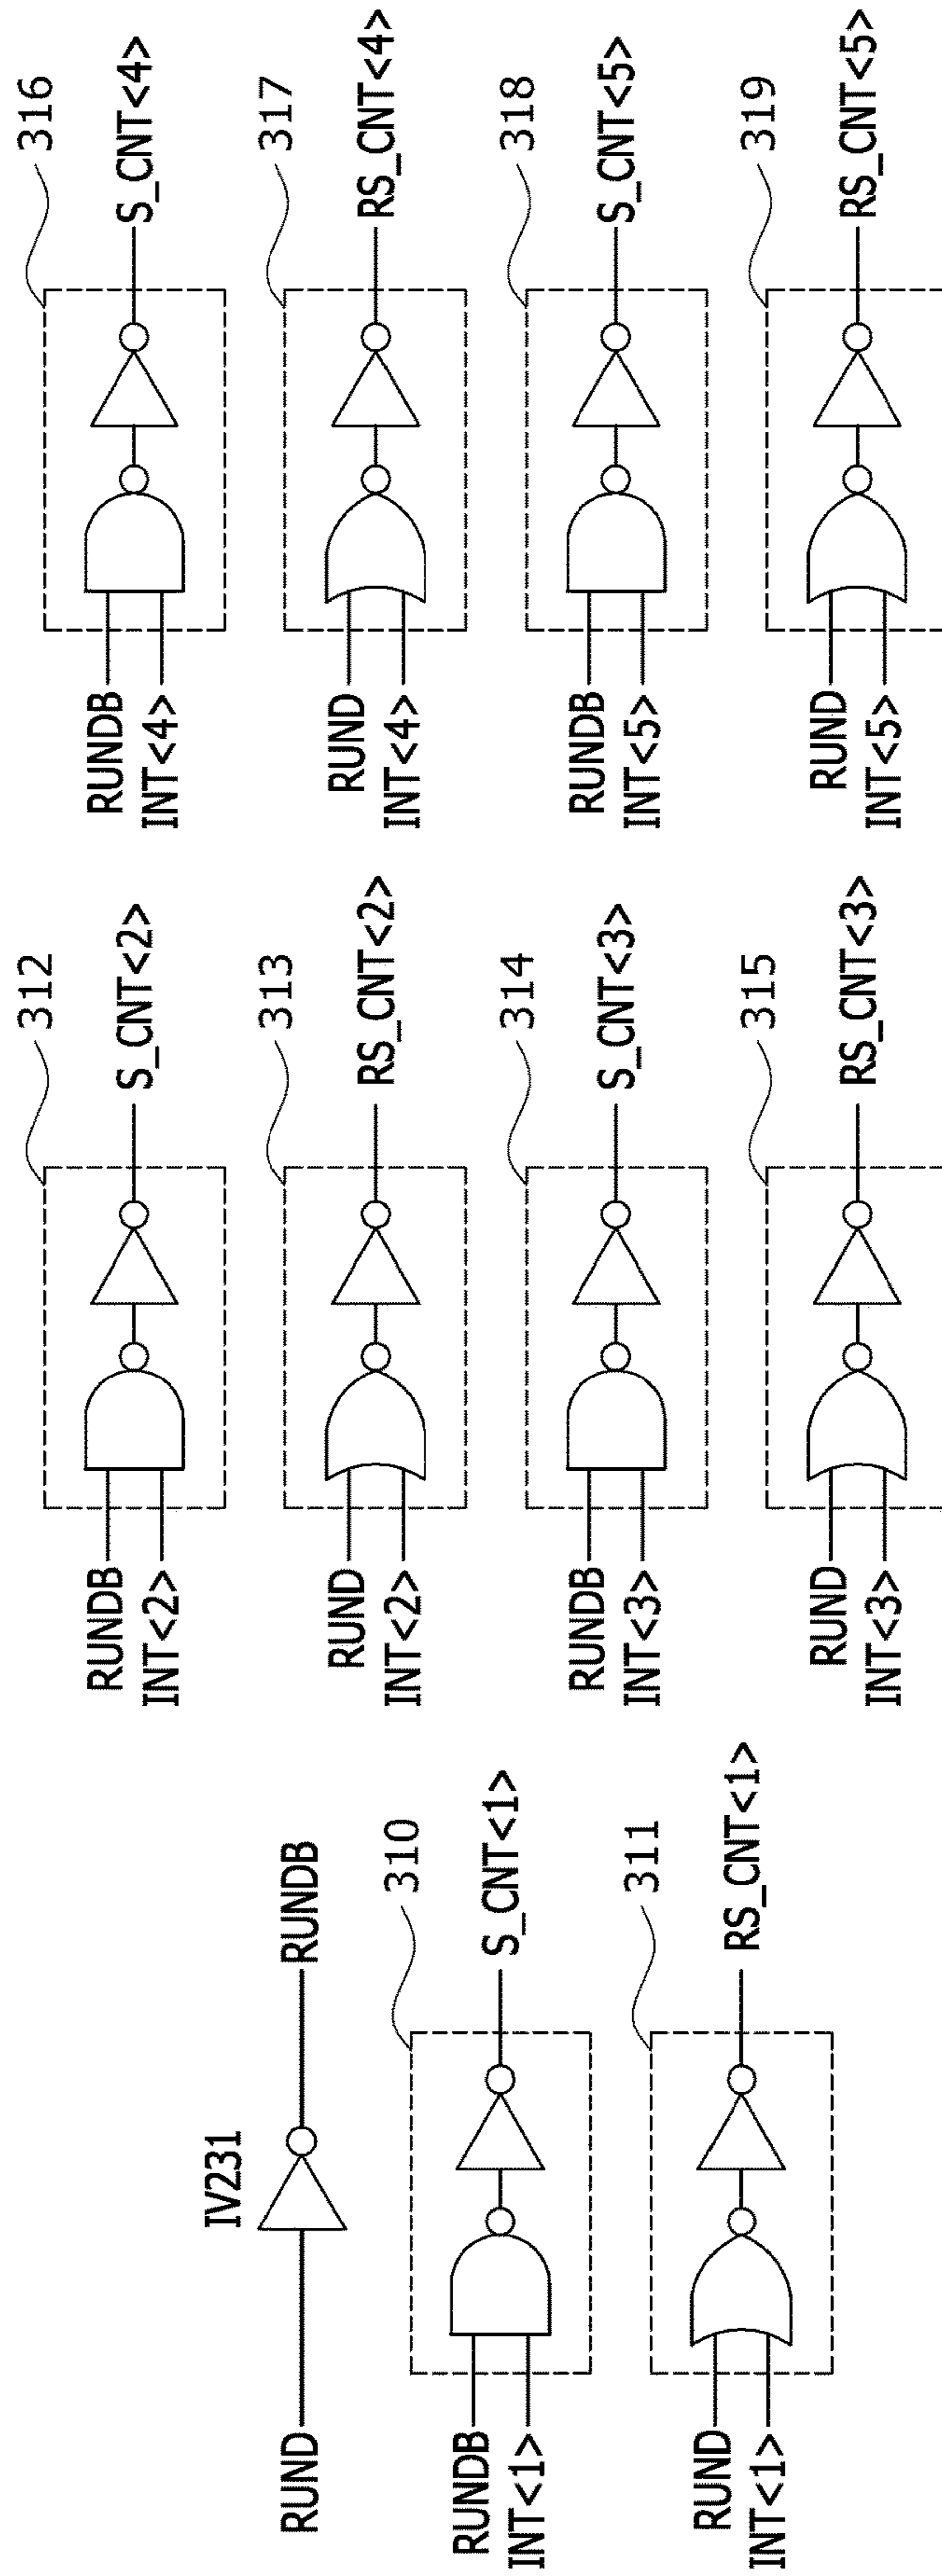 IV231
RUND
RUNDB
310
RUNDB
INT<1>
S_CNT<1>
311
RUND
INT<1>
RS_CNT<1>
312
RUNDB
INT<2>
S_CNT<2>
313
RUND
INT<2>
RS_CNT<2>
314
RUNDB
INT<3>
S_CNT<3>
315
RUND
INT<3>
RS_CNT<3>
316
RUNDB
INT<4>
S_CNT<4>
317
RUND
INT<4>
RS_CNT<4>
318
RUNDB
INT<5>
S_CNT<5>
319
RUND
INT<5>
RS_CNT<5>